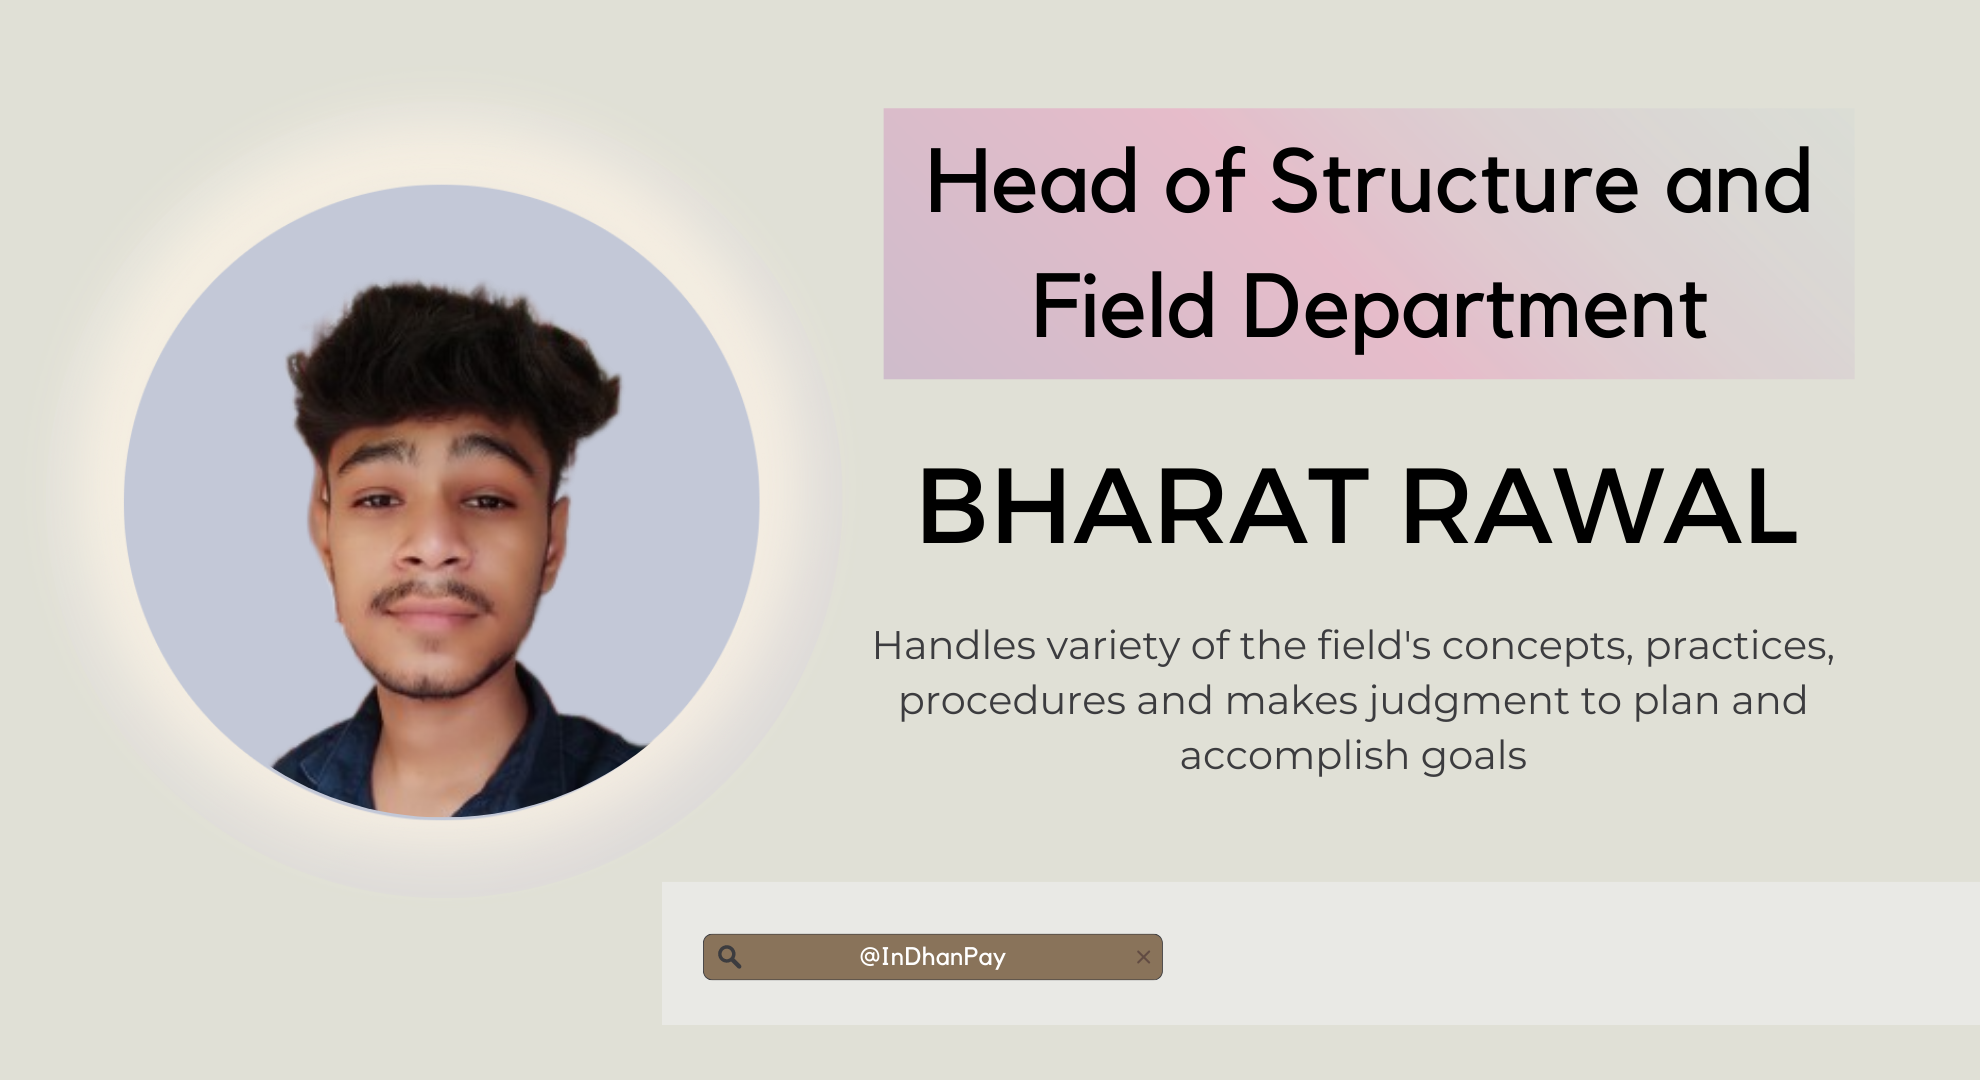 Head of Structure and
Field Department
BHARAT RAWAL
Handles variety of the field's concepts, practices,
procedures and makes judgment to plan and
accomplish goals
@InDhanPay